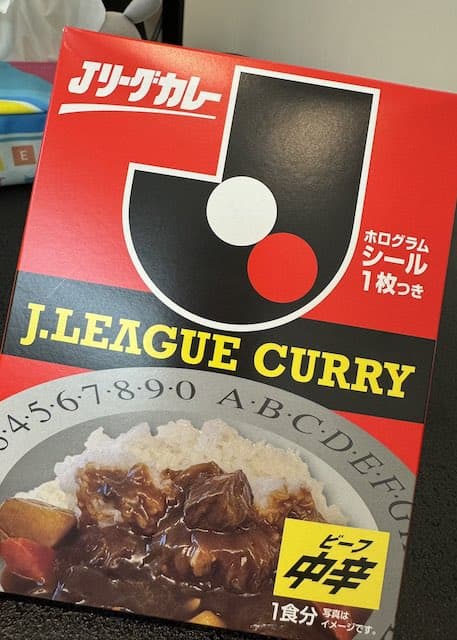 Jリーグカレー
ホログラム
シール
1枚つき
J.LEAGUE CURRY
4·5·6·7·8·9·0 A·B·C·D·E·F·G
ビーフ
中辛
1食分 写真は
イメージです。
E